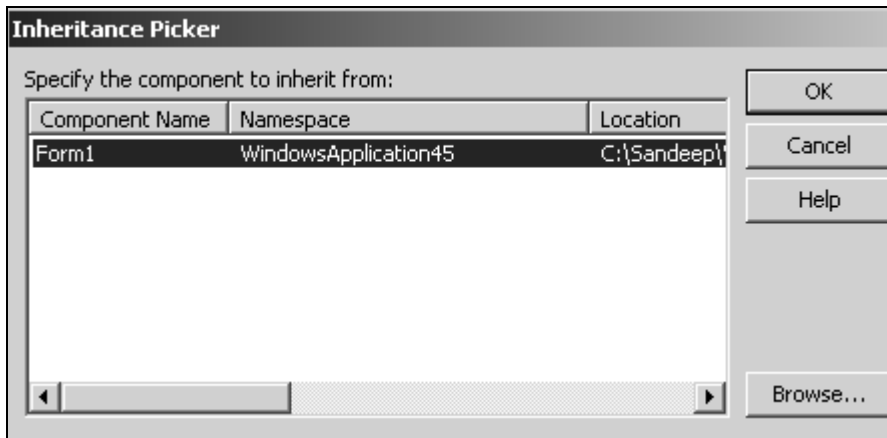 Inheritance Picker
Specify the component to inherit from:
Component Name Namespace Location
Form1 WindowsApplication45 C:\Sandeep\
OK
Cancel
Help
Browse...